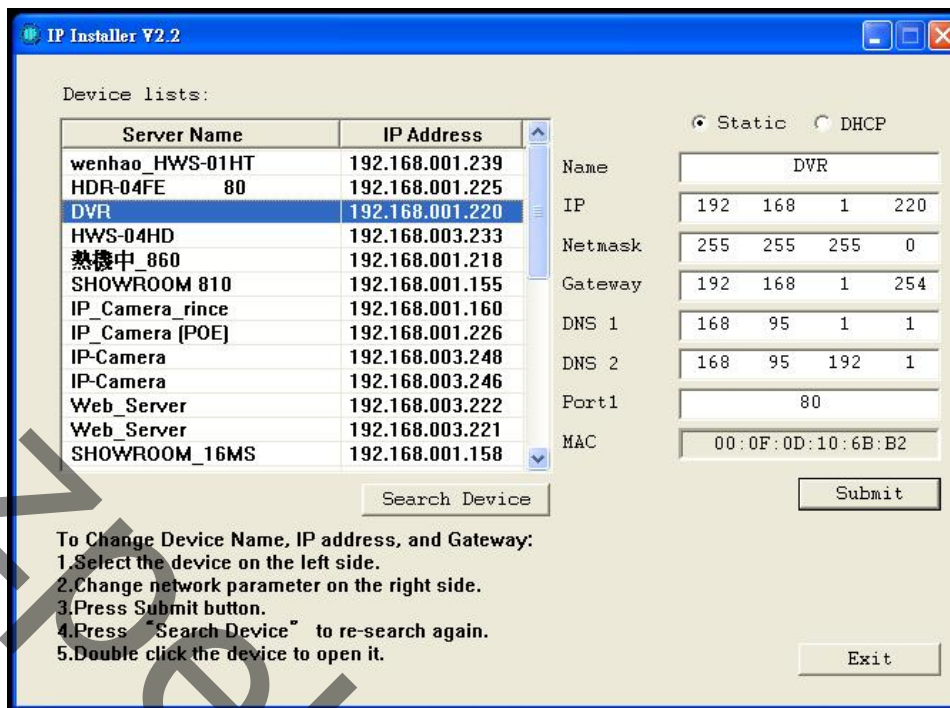 IP Installer V2.2
Device lists:
Server Name IP Address
wenhao_HWS-01HT 192.168.001.239
HDR-04FE 80 192.168.001.225
DVR 192.168.001.220
HWS-04HD 192.168.003.233
熱機中_860 192.168.001.218
SHOWROOM 810 192.168.001.155
IP_Camera_rince 192.168.001.160
IP_Camera (POE) 192.168.001.226
IP-Camera 192.168.003.248
IP-Camera 192.168.003.246
Web_Server 192.168.003.222
Web_Server 192.168.003.221
SHOWROOM_16MS 192.168.001.158
Search Device
Static DHCP
Name DVR
IP 192 168 1 220
Netmask 255 255 255 0
Gateway 192 168 1 254
DNS 1 168 95 1 1
DNS 2 168 95 192 1
Port1 80
MAC 00:0F:0D:10:6B:B2
Submit
To Change Device Name, IP address, and Gateway:
1.Select the device on the left side.
2.Change network parameter on the right side.
3.Press Submit button.
4.Press “Search Device” to re-search again.
5.Double click the device to open it.
Exit